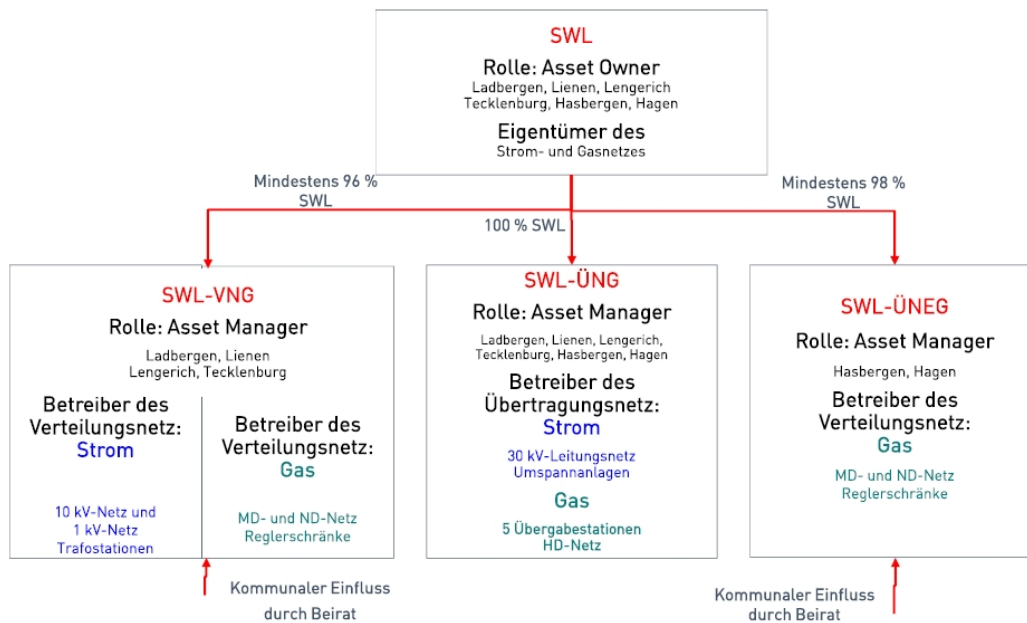 SWL
Rolle: Asset Owner
Ladbergen, Lienen, Lengerich
Tecklenburg, Hasbergen, Hagen
Eigentümer des
Strom- und Gasnetzes
Mindestens 96 %
SWL
100 % SWL
Mindestens 98 %
SWL
SWL-VNG
Rolle: Asset Manager
Ladbergen, Lienen
Lengerich, Tecklenburg
Betreiber des
Verteilungsnetz:
Strom
10 kV-Netz und
1 kV-Netz
Trafostationen
Betreiber des
Verteilungsnetz:
Gas
MD- und ND-Netz
Reglerschränke
SWL-ÜNG
Rolle: Asset Manager
Ladbergen, Lienen, Lengerich,
Tecklenburg, Hasbergen, Hagen
Betreiber des
Übertragungsnetz:
Strom
30 kV-Leitungsnetz
Umspannanlagen
Gas
5 Übergabestationen
HD-Netz
SWL-ÜNEG
Rolle: Asset Manager
Hasbergen, Hagen
Betreiber des
Verteilungsnetz:
Gas
MD- und ND-Netz
Reglerschränke
Kommunaler Einfluss
durch Beirat
Kommunaler Einfluss
durch Beirat